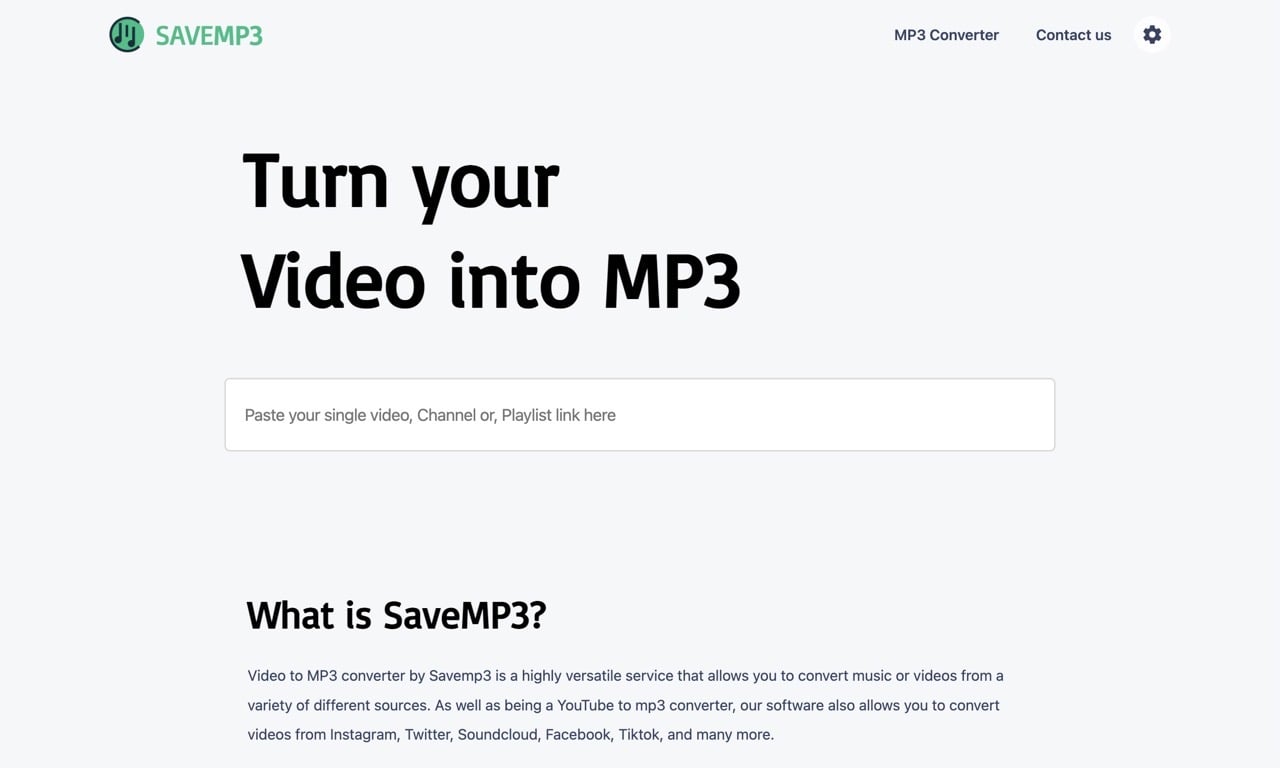 SAVEMP3
MP3 Converter
Contact us
Turn your
Video into MP3
Paste your single video, Channel or, Playlist link here
What is SaveMP3?
Video to MP3 converter by Savemp3 is a highly versatile service that allows you to convert music or videos from a
variety of different sources. As well as being a YouTube to mp3 converter, our software also allows you to convert
videos from Instagram, Twitter, Soundcloud, Facebook, Tiktok, and many more.